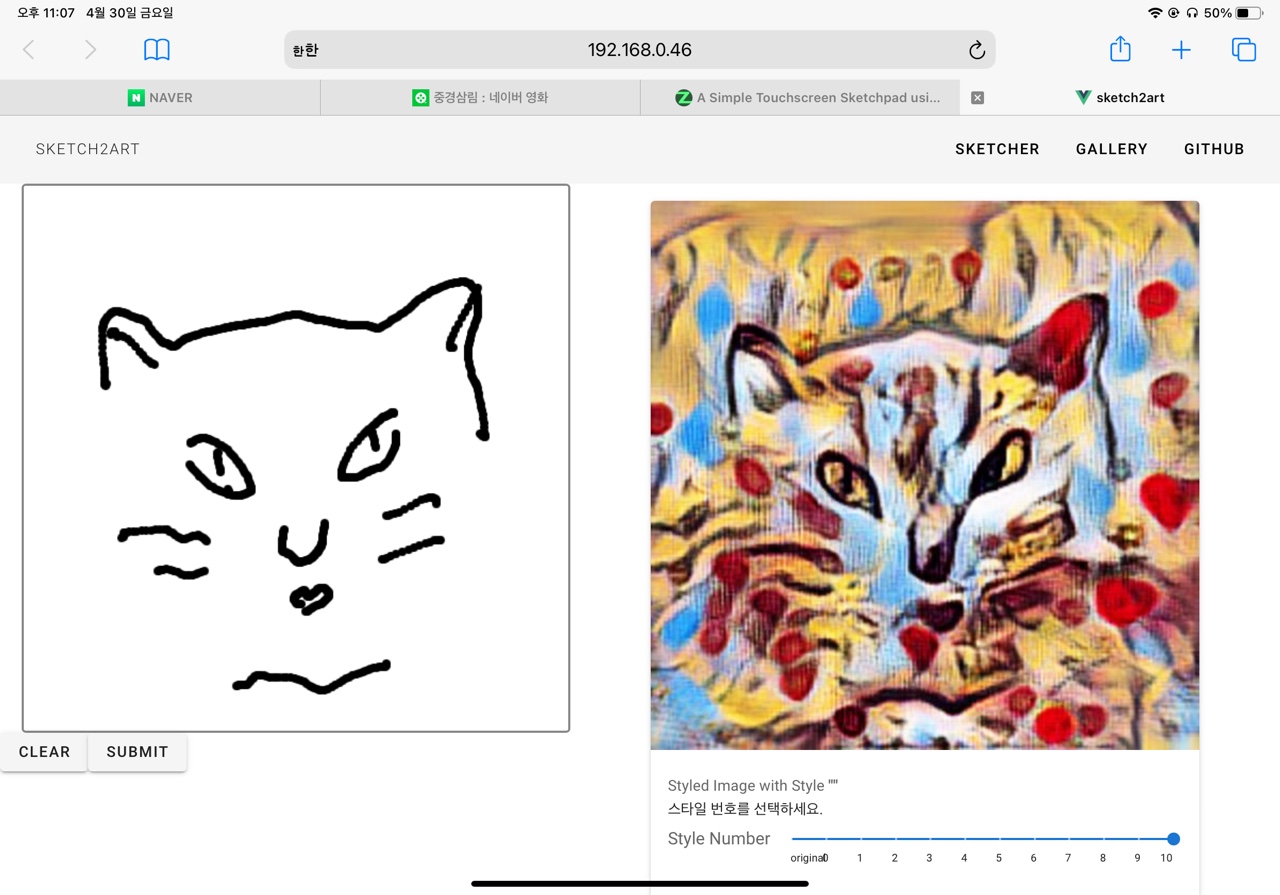 오후 11:07 4월 30일 금요일
50%
한한 192.168.0.46
NAVER
중경삼림 : 네이버 영화
A Simple Touchscreen Sketchpad usi...
sketch2art
SKETCH2ART
SKETCHER GALLERY GITHUB
CLEAR SUBMIT
Styled Image with Style ""
스타일 번호를 선택하세요.
Style Number
original 0 1 2 3 4 5 6 7 8 9 10